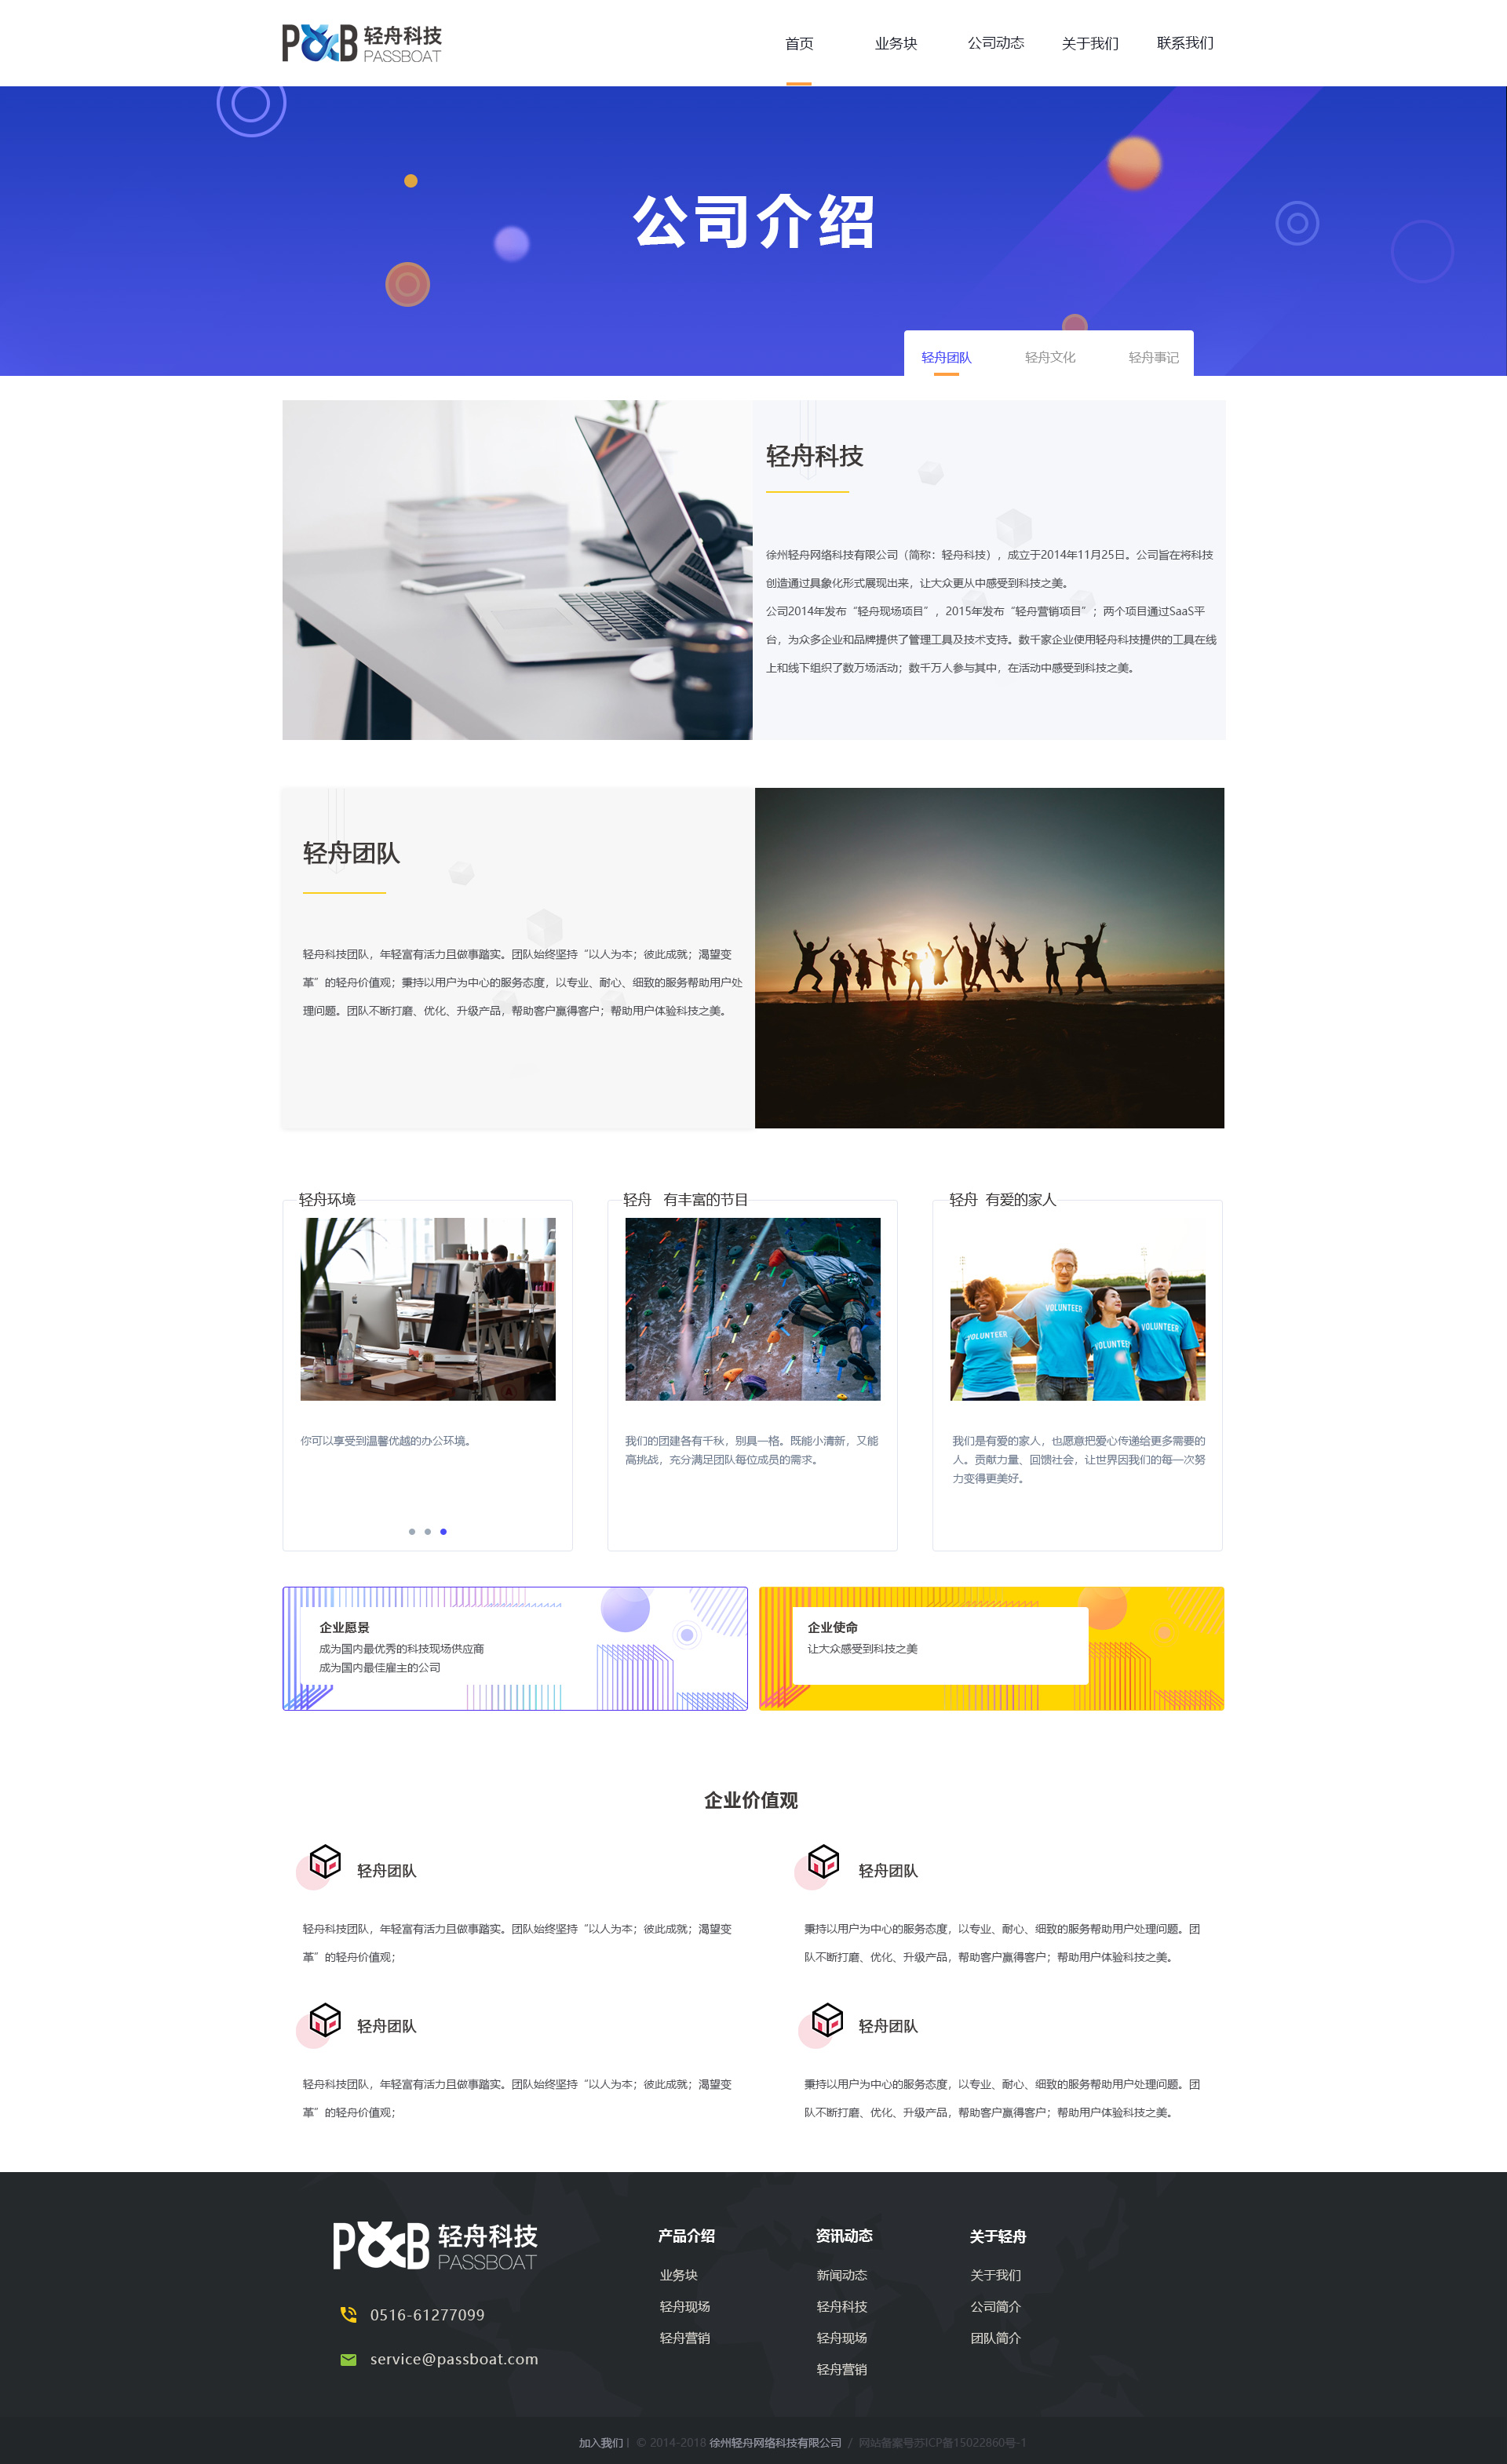 P&B 轻舟科技
PASSBOAT
首页 业务块 公司动态 关于我们 联系我们
公司介绍
轻舟团队 轻舟文化 轻舟事记
轻舟科技
徐州轻舟网络科技有限公司（简称：轻舟科技），成立于2014年11月25日。公司旨在将科技
创造通过具象化形式展现出来，让大众更从中感受到科技之美。
公司2014年发布“轻舟现场项目”，2015年发布“轻舟营销项目”；两个项目通过SaaS平
台，为众多企业和品牌提供了管理工具及技术支持。数千家企业使用轻舟科技提供的工具在线
上和线下组织了数万场活动；数千万人参与其中，在活动中感受到科技之美。
轻舟团队
轻舟科技团队，年轻富有活力且做事踏实。团队始终坚持“以人为本；彼此成就；渴望变
革”的轻舟价值观；秉持以用户为中心的服务态度，以专业、耐心、细致的服务帮助用户处
理问题。团队不断打磨、优化、升级产品，帮助客户赢得客户；帮助用户体验科技之美。
轻舟环境
你可以享受到温馨优越的办公环境。
轻舟 有丰富的节目
我们的团建各有千秋，别具一格。既能小清新，又能
高挑战，充分满足团队每位成员的需求。
轻舟 有爱的家人
VOLUNTEER
VOLUNTEER
VOLUNTEER
VOLUNTEER
我们是有爱的家人，也愿意把爱心传递给更多需要的
人。贡献力量、回馈社会，让世界因我们的每一次努
力变得更美好。
企业愿景
成为国内最优秀的科技现场供应商
成为国内最佳雇主的公司
企业使命
让大众感受到科技之美
企业价值观
轻舟团队
轻舟科技团队，年轻富有活力且做事踏实。团队始终坚持“以人为本；彼此成就；渴望变
革”的轻舟价值观；
轻舟团队
秉持以用户为中心的服务态度，以专业、耐心、细致的服务帮助用户处理问题。团
队不断打磨、优化、升级产品，帮助客户赢得客户；帮助用户体验科技之美。
轻舟团队
轻舟科技团队，年轻富有活力且做事踏实。团队始终坚持“以人为本；彼此成就；渴望变
革”的轻舟价值观；
轻舟团队
秉持以用户为中心的服务态度，以专业、耐心、细致的服务帮助用户处理问题。团
队不断打磨、优化、升级产品，帮助客户赢得客户；帮助用户体验科技之美。
P&B 轻舟科技
PASSBOAT
0516-61277099
service@passboat.com
产品介绍
业务块
轻舟现场
轻舟营销
资讯动态
新闻动态
轻舟科技
轻舟现场
轻舟营销
关于轻舟
关于我们
公司简介
团队简介
加入我们 | © 2014-2018 徐州轻舟网络科技有限公司 / 网站备案号苏ICP备15022860号-1